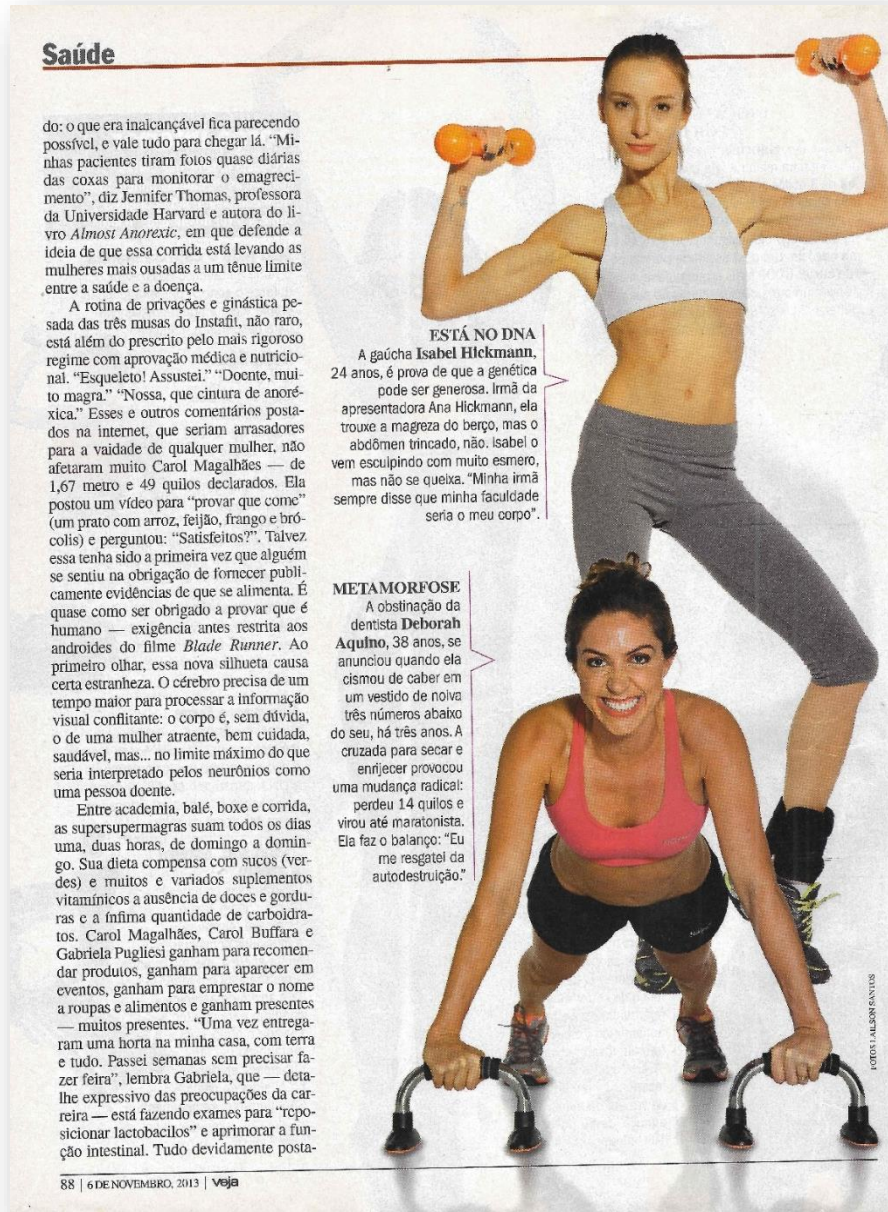 Saúde
do: o que era inalcançável fica parecendo
possível, e vale tudo para chegar lá. “Mi-
nhas pacientes tiram fotos quase diárias
das coxas para monitorar o emagreci-
mento”, diz Jennifer Thomas, professora
da Universidade Harvard e autora do li-
vro Almost Anorexic, em que defende a
ideia de que essa corrida está levando as
mulheres mais ousadas a um tênue limite
entre a saúde e a doença.
A rotina de privações e ginástica pe-
sada das três musas do Instafit, não raro,
está além do prescrito pelo mais rigoroso
regime com aprovação médica e nutricio-
nal. “Esqueleto! Assustei.” “Doente, mui-
to magra.” “Nossa, que cintura de anoré-
xica.” Esses e outros comentários posta-
dos na internet, que seriam arrasadores
para a vaidade de qualquer mulher, não
afetaram muito Carol Magalhães — de
1,67 metro e 49 quilos declarados. Ela
postou um vídeo para “provar que come”
(um prato com arroz, feijão, frango e bró-
colis) e perguntou: “Satisfeitos?”. Talvez
essa tenha sido a primeira vez que alguém
se sentiu na obrigação de fornecer publi-
camente evidências de que se alimenta. É
quase como ser obrigado a provar que é
humano — exigência antes restrita aos
androides do filme Blade Runner. Ao
primeiro olhar, essa nova silhueta causa
certa estranheza. O cérebro precisa de um
tempo maior para processar a informação
visual conflitante: o corpo é, sem dúvida,
o de uma mulher atraente, bem cuidada,
saudável, mas... no limite máximo do que
seria interpretado pelos neurônios como
uma pessoa doente.
Entre academia, balé, boxe e corrida,
as supersupermagras suam todos os dias
uma, duas horas, de domingo a domin-
go. Sua dieta compensa com sucos (ver-
des) e muitos e variados suplementos
vitamínicos a ausência de doces e gordu-
ras e a ínfima quantidade de carboidra-
tos. Carol Magalhães, Carol Buffara e
Gabriela Pugliesi ganham para recomen-
dar produtos, ganham para aparecer em
eventos, ganham para emprestar o nome
a roupas e alimentos e ganham presentes
— muitos presentes. “Uma vez entrega-
ram uma horta na minha casa, com terra
e tudo. Passei semanas sem precisar fa-
zer feira”, lembra Gabriela, que — deta-
lhe expressivo das preocupações da car-
reira — está fazendo exames para “repo-
sicionar lactobacilos” e aprimorar a fun-
ção intestinal. Tudo devidamente posta-
ESTÁ NO DNA
A gaúcha Isabel Hickmann,
24 anos, é prova de que a genética
pode ser generosa. Irmã da
apresentadora Ana Hickmann, ela
trouxe a magreza do berço, mas o
abdômen trincado, não. Isabel o
vem esculpindo com muito esmero,
mas não se queixa. “Minha irmã
sempre disse que minha faculdade
seria o meu corpo”.
METAMORFOSE
A obstinação da
dentista Deborah
Aquino, 38 anos, se
anunciou quando ela
cismou de caber em
um vestido de noiva
três números abaixo
do seu, há três anos. A
cruzada para secar e
enrijecer provocou
uma mudança radical:
perdeu 14 quilos e
virou até maratonista.
Ela faz o balanço: “Eu
me resgatei da
autodestruição.”
FOTOS LAILSON SANTOS
88 | 6 DE NOVEMBRO, 2013 | veja